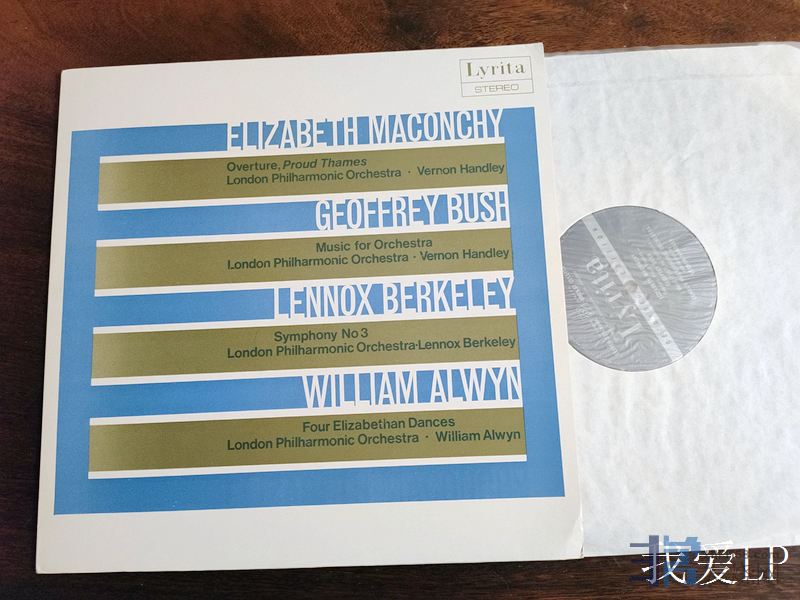 Lyrita
STEREO
ELIZABETH MACONCHY
Overture, Proud Thames
London Philharmonic Orchestra · Vernon Handley
GEOFFREY BUSH
Music for Orchestra
London Philharmonic Orchestra · Vernon Handley
LENNOX BERKELEY
Symphony No 3
London Philharmonic Orchestra·Lennox Berkeley
WILLIAM ALWYN
Four Elizabethan Dances
London Philharmonic Orchestra · William Alwyn
Lyrita
我爱LP